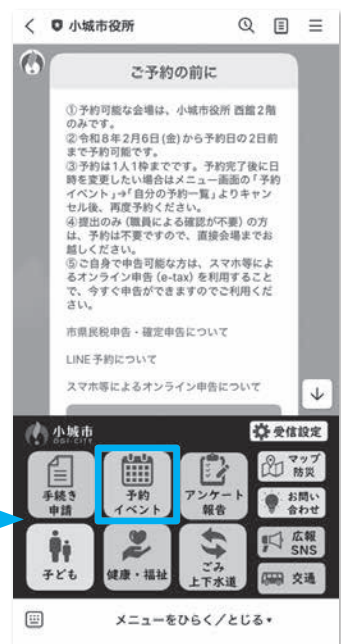 小城市役所
ご予約の前に
①予約可能な会場は、小城市役所 西館2階
のみです。
②令和8年2月6日(金)から予約日の2日前
まで予約可能です。
③予約は1人1枠までです。予約完了後に日
時を変更したい場合はメニュー画面の「予約
イベント」→「自分の予約一覧」よりキャン
セル後、再度予約ください。
④提出のみ(職員による確認が不要)の方
は、予約は不要ですので、直接会場までお
越しください。
⑤ご自身で申告可能な方は、スマホ等によ
るオンライン申告(e-tax)を利用すること
で、今すぐ申告ができますのでご利用くだ
さい。
市県民税申告・確定申告について
LINE予約について
スマホ等によるオンライン申告について
小城市
OGI-CITY
受信設定
手続き
申請
予約
イベント
アンケート
報告
マップ
防災
お問い
合わせ
子ども
健康・福祉
ごみ
上下水道
広報
SNS
交通
メニューをひらく/とじる▾